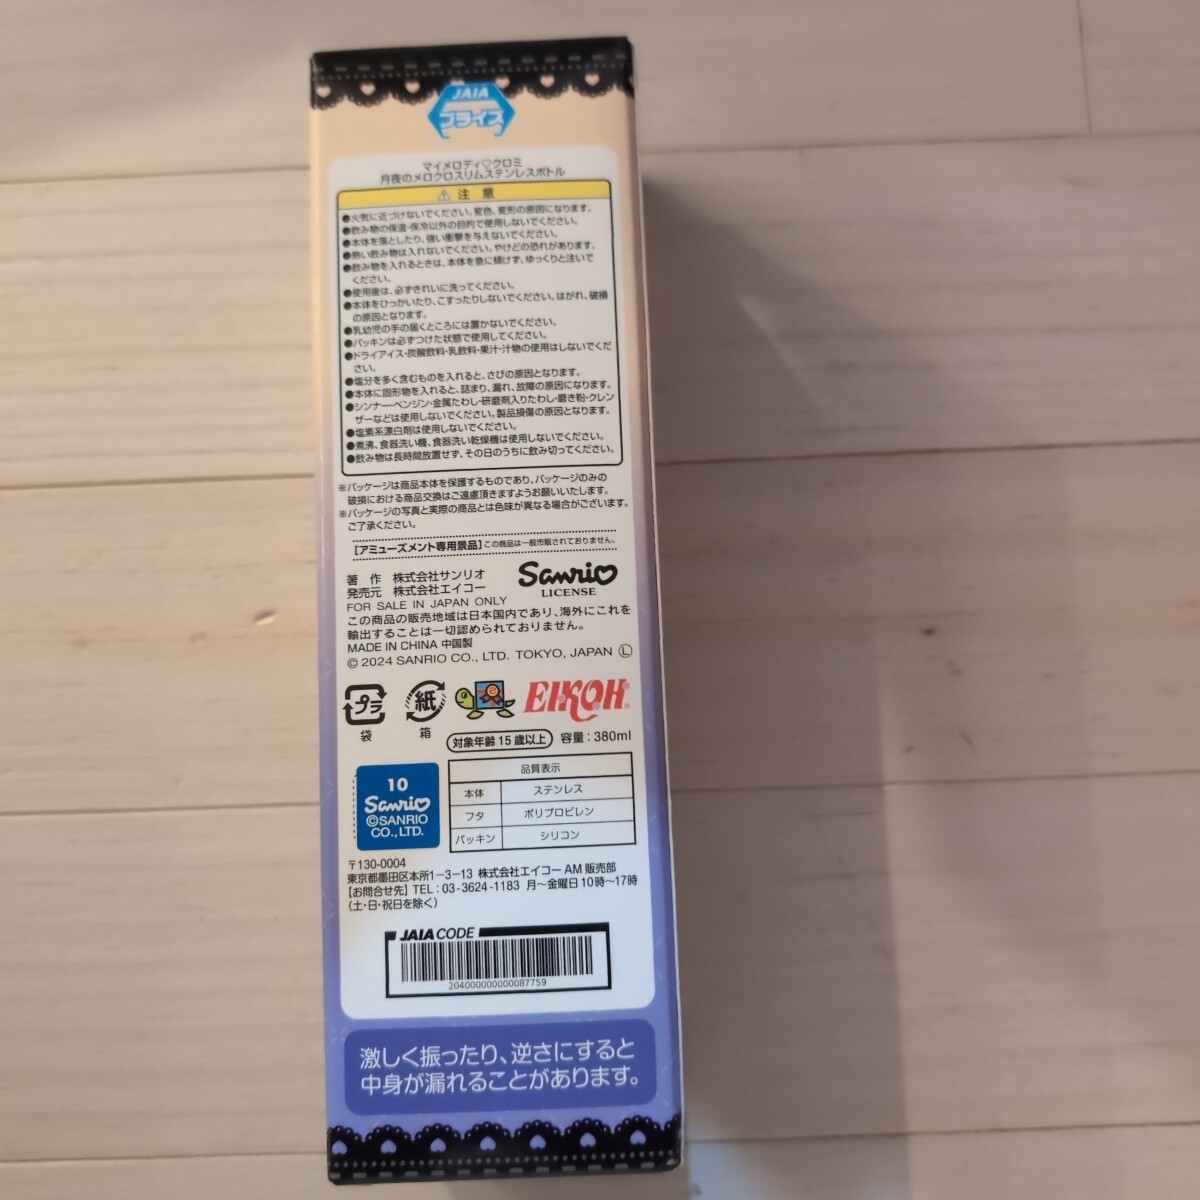 JAIA
プライズ
マイメロディ♡クロミ
月夜のメロクロスリムステンレスボトル
⚠ 注 意
●火気に近づけないでください。変色、変形の原因になります。
●飲み物の保温・保冷以外の目的で使用しないでください。
●本体を落としたり、強い衝撃を与えないでください。
●熱い飲み物は入れないでください。やけどの恐れがあります。
●飲み物を入れるときは、本体を急に傾けず、ゆっくりと注いで
ください。
●使用後は、必ずきれいに洗ってください。
●本体をひっかいたり、こすったりしないでください。はがれ、破損
の原因となります。
●乳幼児の手の届くところには置かないでください。
●パッキンは必ずつけた状態で使用してください。
●ドライアイス・炭酸飲料・乳飲料・果汁・汁物の使用はしないでくだ
さい。
●塩分を多く含むものを入れると、さびの原因となります。
●本体に固形物を入れると、詰まり、漏れ、故障の原因になります。
●シンナー・ベンジン・金属たわし・研磨剤入りたわし・磨き粉・クレン
ザーなどは使用しないでください。製品損傷の原因となります。
●塩素系漂白剤は使用しないでください。
●煮沸、食器洗い機、食器洗い乾燥機は使用しないでください。
●飲み物は長時間放置せず、その日のうちに飲み切ってください。
※パッケージは商品本体を保護するものであり、パッケージのみの
破損における商品交換はご遠慮頂きますようお願いいたします。
※パッケージの写真と実際の商品とは色味が異なる場合がございます。
ご了承ください。
【アミューズメント専用景品】この商品は一般市販されておりません。
著 作 株式会社サンリオ
発売元 株式会社エイコー
Sanrio
LICENSE
FOR SALE IN JAPAN ONLY
この商品の販売地域は日本国内であり、海外にこれを
輸出することは一切認められておりません。
MADE IN CHINA 中国製
© 2024 SANRIO CO., LTD. TOKYO, JAPAN Ⓛ
プラ
袋
紙
箱
EIKOH®
対象年齢15歳以上 容量：380ml
10
Sanrio
©SANRIO
CO.,LTD.
品質表示
本体 ステンレス
フタ ポリプロピレン
パッキン シリコン
〒130-0004
東京都墨田区本所1-3-13 株式会社エイコー AM 販売部
【お問合せ先】TEL：03-3624-1183 月～金曜日10時～17時
（土・日・祝日を除く）
JAIA CODE
204000000000087759
激しく振ったり、逆さにすると
中身が漏れることがあります。